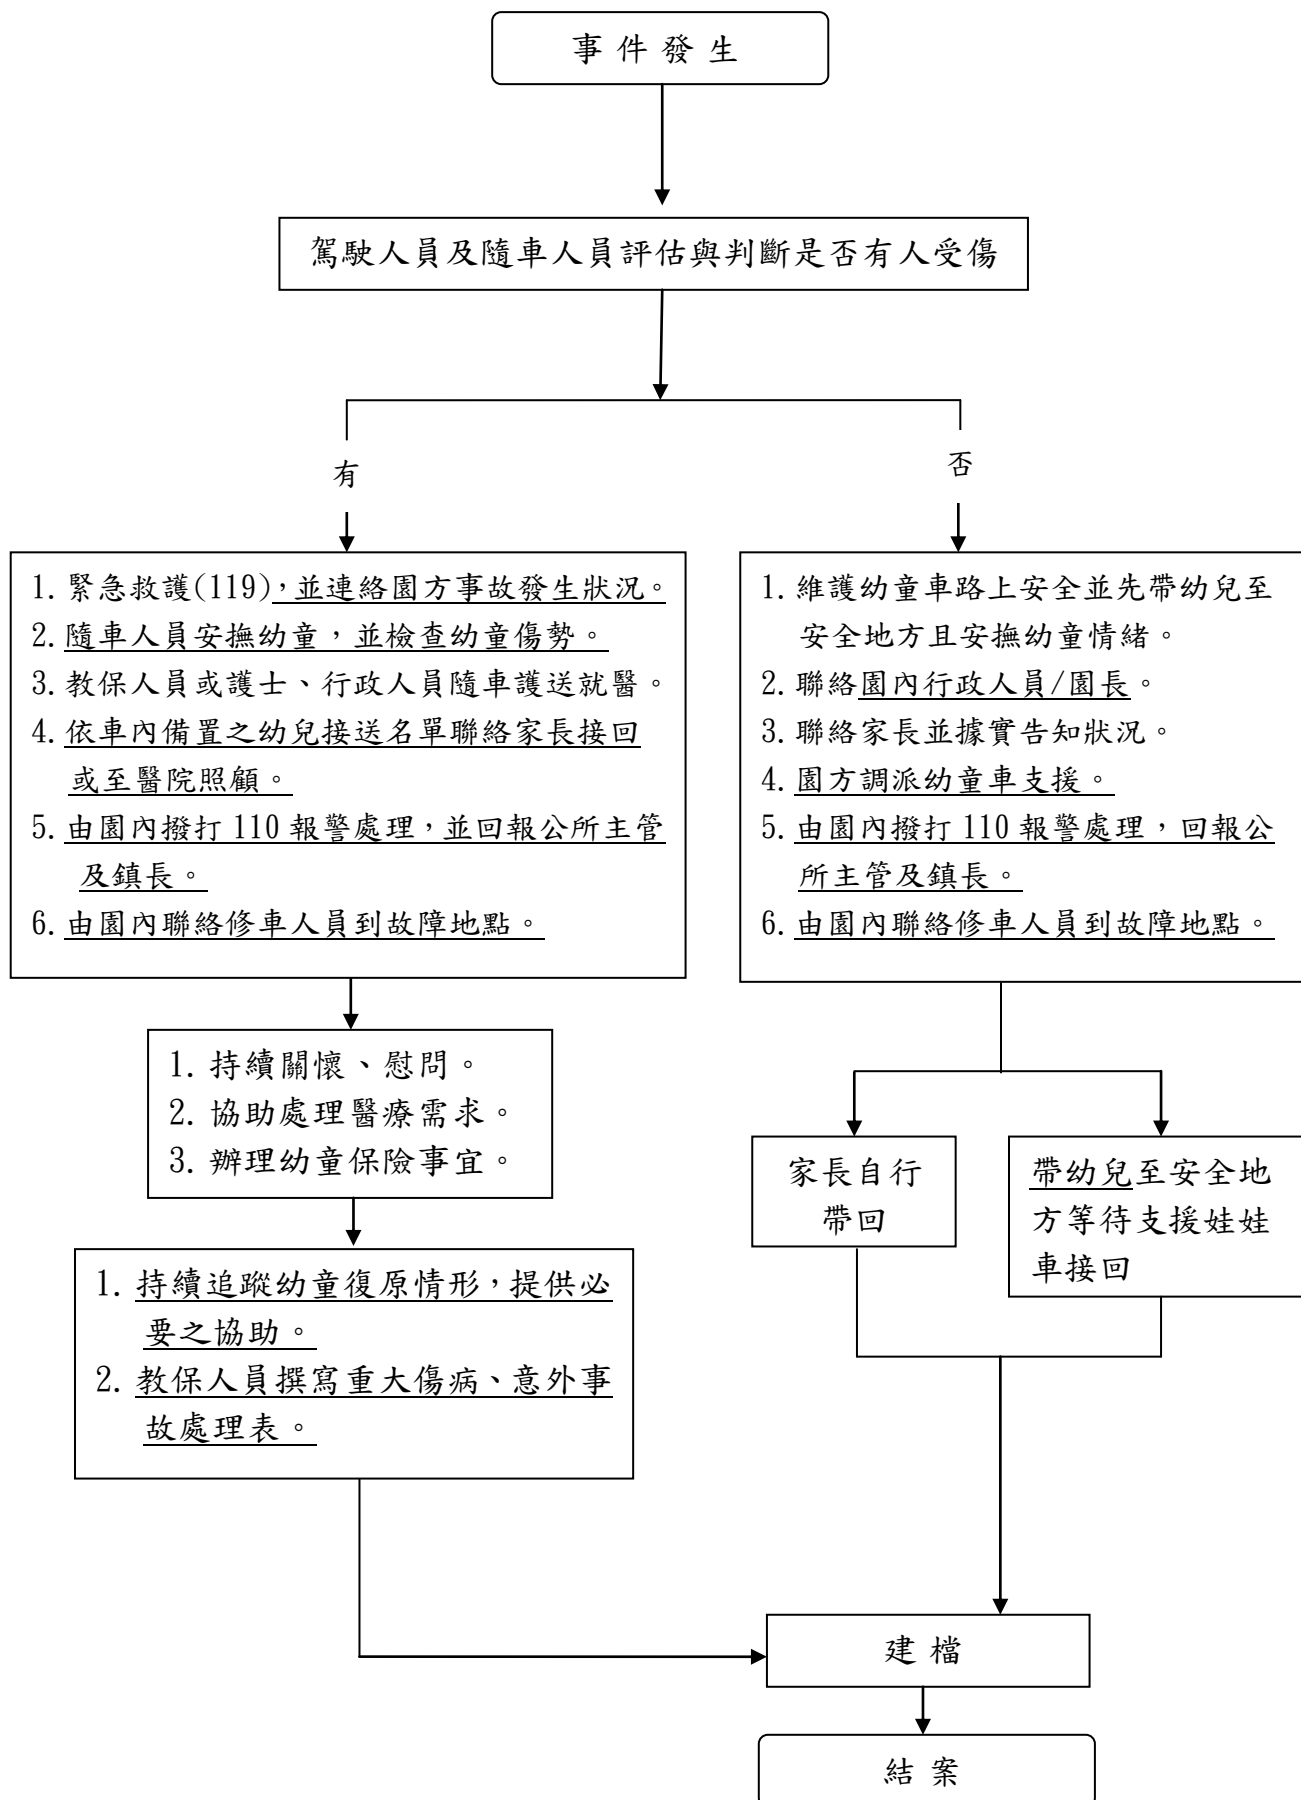 事件發生
駕駛人員及隨車人員評估與判斷是否有人受傷
有
否
1. 緊急救護(119)，並連絡園方事故發生狀況。
2. 隨車人員安撫幼童，並檢查幼童傷勢。
3. 教保人員或護士、行政人員隨車護送就醫。
4. 依車內備置之幼兒接送名單聯絡家長接回
或至醫院照顧。
5. 由園內撥打 110 報警處理，並回報公所主管
及鎮長。
6. 由園內聯絡修車人員到故障地點。
1. 維護幼童車路上安全並先帶幼兒至
安全地方且安撫幼童情緒。
2. 聯絡園內行政人員/園長。
3. 聯絡家長並據實告知狀況。
4. 園方調派幼童車支援。
5. 由園內撥打 110 報警處理，回報公
所主管及鎮長。
6. 由園內聯絡修車人員到故障地點。
1. 持續關懷、慰問。
2. 協助處理醫療需求。
3. 辦理幼童保險事宜。
家長自行
帶回
帶幼兒至安全地
方等待支援娃娃
車接回
1. 持續追蹤幼童復原情形，提供必
要之協助。
2. 教保人員撰寫重大傷病、意外事
故處理表。
建檔
結案